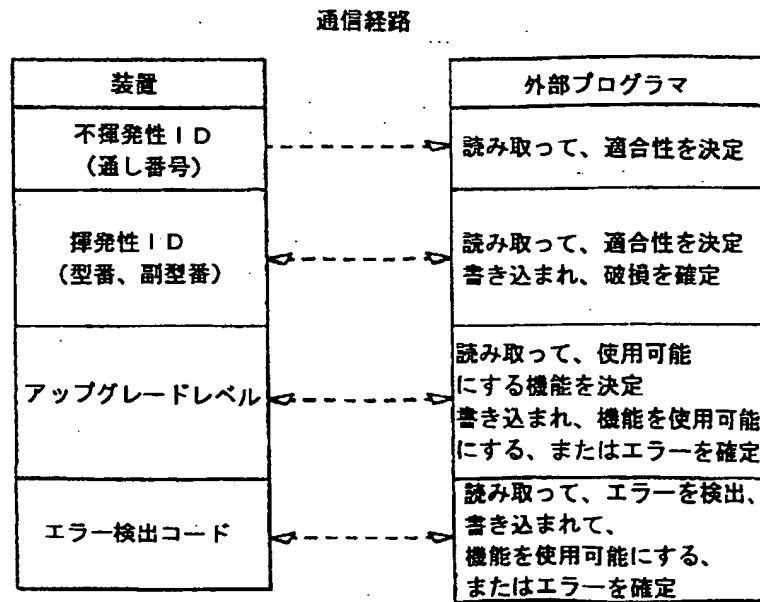 通信経路
装置
外部プログラマ
不揮発性ID
(通し番号)
読み取って、適合性を決定
揮発性ID
(型番、副型番)
読み取って、適合性を決定
書き込まれ、破損を確定
アップグレードレベル
読み取って、使用可能
にする機能を決定
書き込まれ、機能を使用可能
にする、またはエラーを確定
エラー検出コード
読み取って、エラーを検出、
書き込まれて、
機能を使用可能にする、
またはエラーを確定